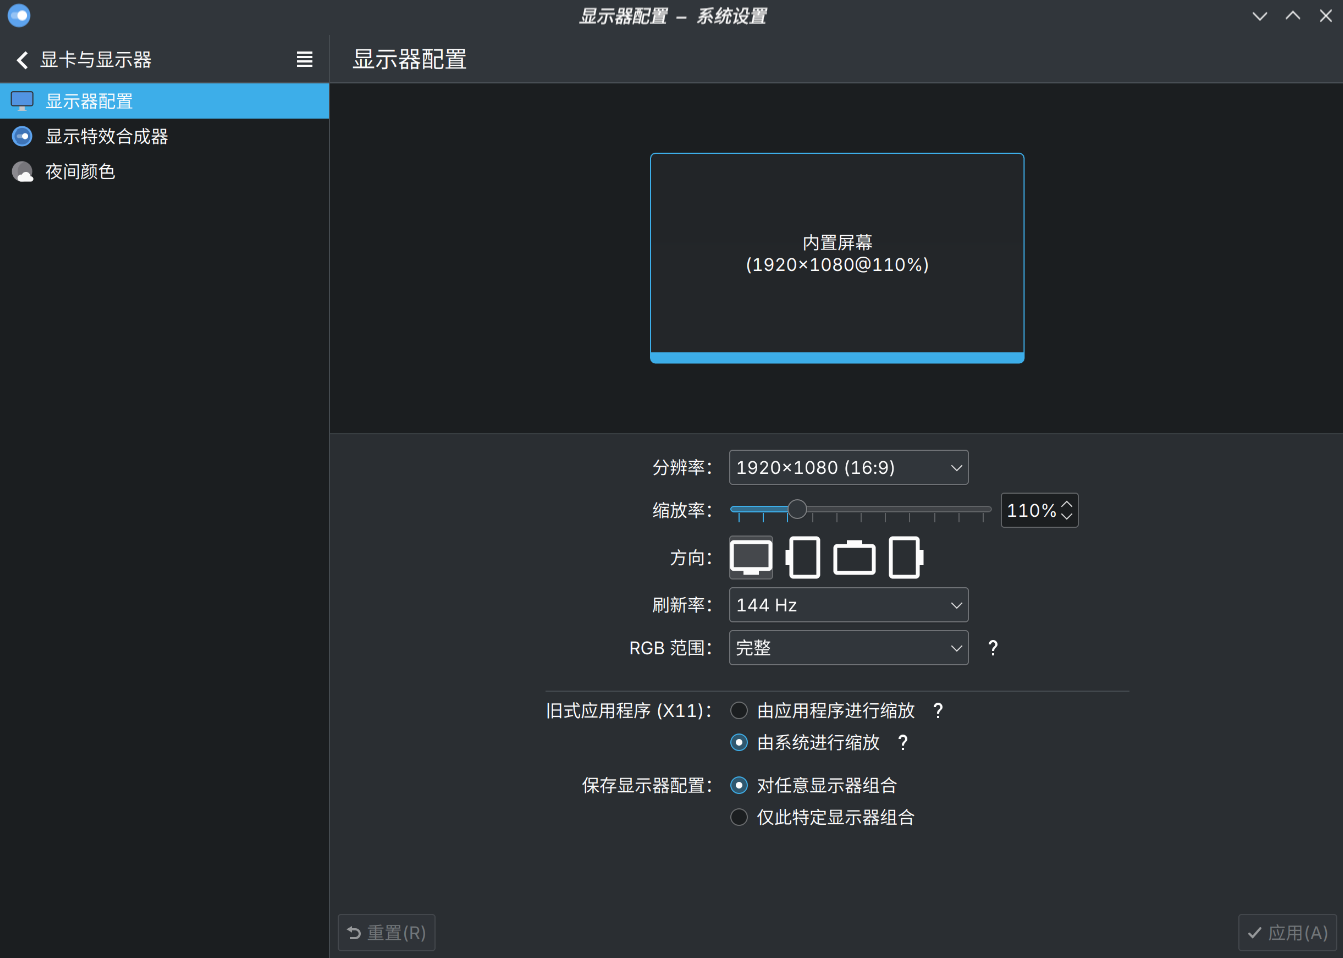 显示器配置 — 系统设置
显卡与显示器
显示器配置
显示器配置
显示特效合成器
夜间颜色
内置屏幕
(1920×1080@110%)
分辨率： 1920×1080 (16:9)
缩放率： 110%
方向：
刷新率： 144 Hz
RGB 范围： 完整 ?
旧式应用程序 (X11)： 由应用程序进行缩放 ?
由系统进行缩放 ?
保存显示器配置： 对任意显示器组合
仅此特定显示器组合
重置(R) 应用(A)